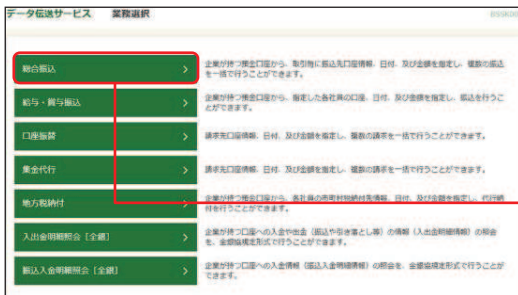 データ伝送サービス 業務選択
総合振込
企業が持つ預金口座から、取引毎に振込先口座情報、日付、及び金額を指定し、複数の振込
を一括で行うことができます。
給与・賞与振込
企業が持つ預金口座から、指定した各社員の口座、日付、及び金額を指定し、振込を行うこ
とができます。
口座振替
請求先口座情報、日付、及び金額を指定し、複数の請求を一括で行うことができます。
集金代行
請求先口座情報、日付、及び金額を指定し、複数の請求を一括で行うことができます。
地方税納付
企業が持つ預金口座から、各社員の市町村税納付先情報、日付、及び金額を指定し、代行納
付を行うことができます。
入出金明細照会［全銀］
企業が持つ口座への入金や出金（振込や引き落とし等）の情報（入出金明細情報）の照会
を、全銀協規定形式で行うことができます。
振込入金明細照会［全銀］
企業が持つ口座への入金情報（振込入金明細情報）の照会を、全銀協規定形式で行うことが
できます。